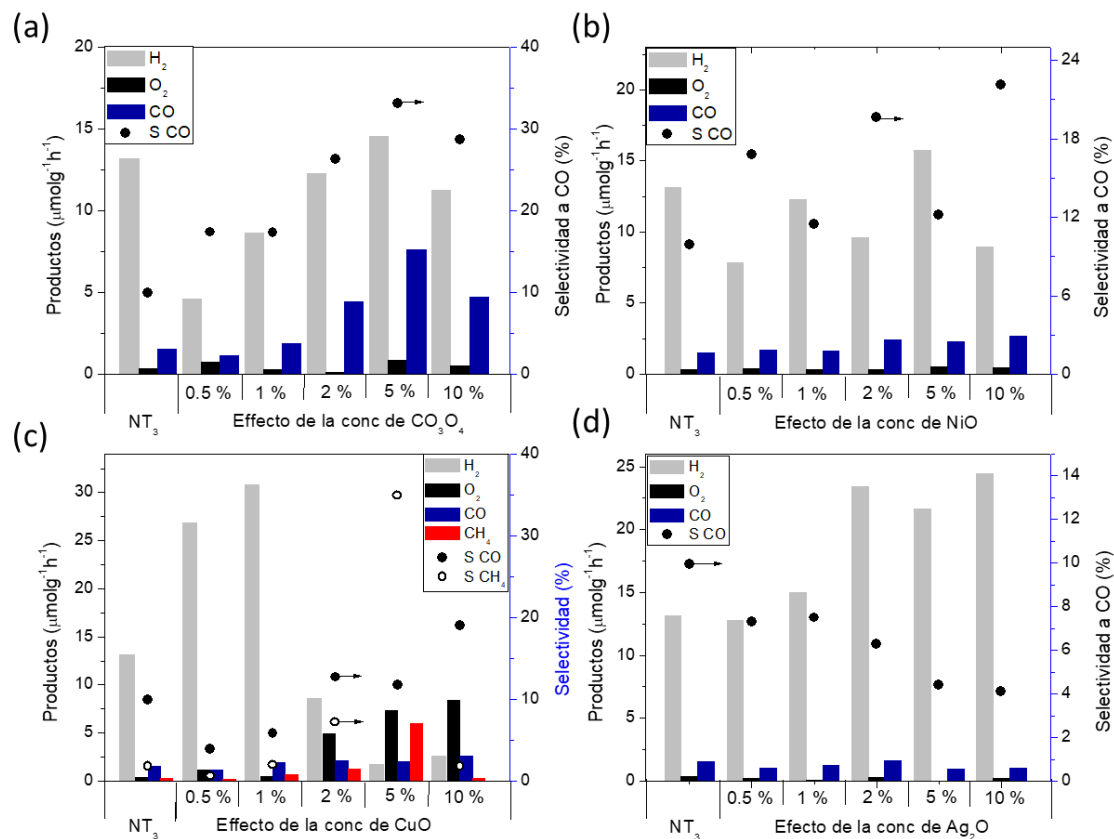 (a)
20
15
10
5
0
Productos (μmolg⁻¹h⁻¹)
H₂
O₂
CO
S CO
40
30
20
10
0
Selectividad a CO (%)
0.5 % 1 % 2 % 5 % 10 %
NT₃ Effecto de la conc de CO₃O₄
(b)
20
15
10
5
0
Productos (μmolg⁻¹h⁻¹)
H₂
O₂
CO
S CO
24
18
12
6
0
Selectividad a CO (%)
0.5 % 1 % 2 % 5 % 10 %
NT₃ Effecto de la conc de NiO
(c)
30
25
20
15
10
5
0
Productos (μmolg⁻¹h⁻¹)
H₂
O₂
CO
CH₄
S CO
S CH₄
40
30
20
10
0
Selectividad (%)
0.5 % 1 % 2 % 5 % 10 %
NT₃ Effecto de la conc de CuO
(d)
25
20
15
10
5
0
Productos (μmolg⁻¹h⁻¹)
H₂
O₂
CO
S CO
14
12
10
8
6
4
2
0
Selectividad a CO (%)
0.5 % 1 % 2 % 5 % 10 %
NT₃ Effecto de la conc de Ag₂O